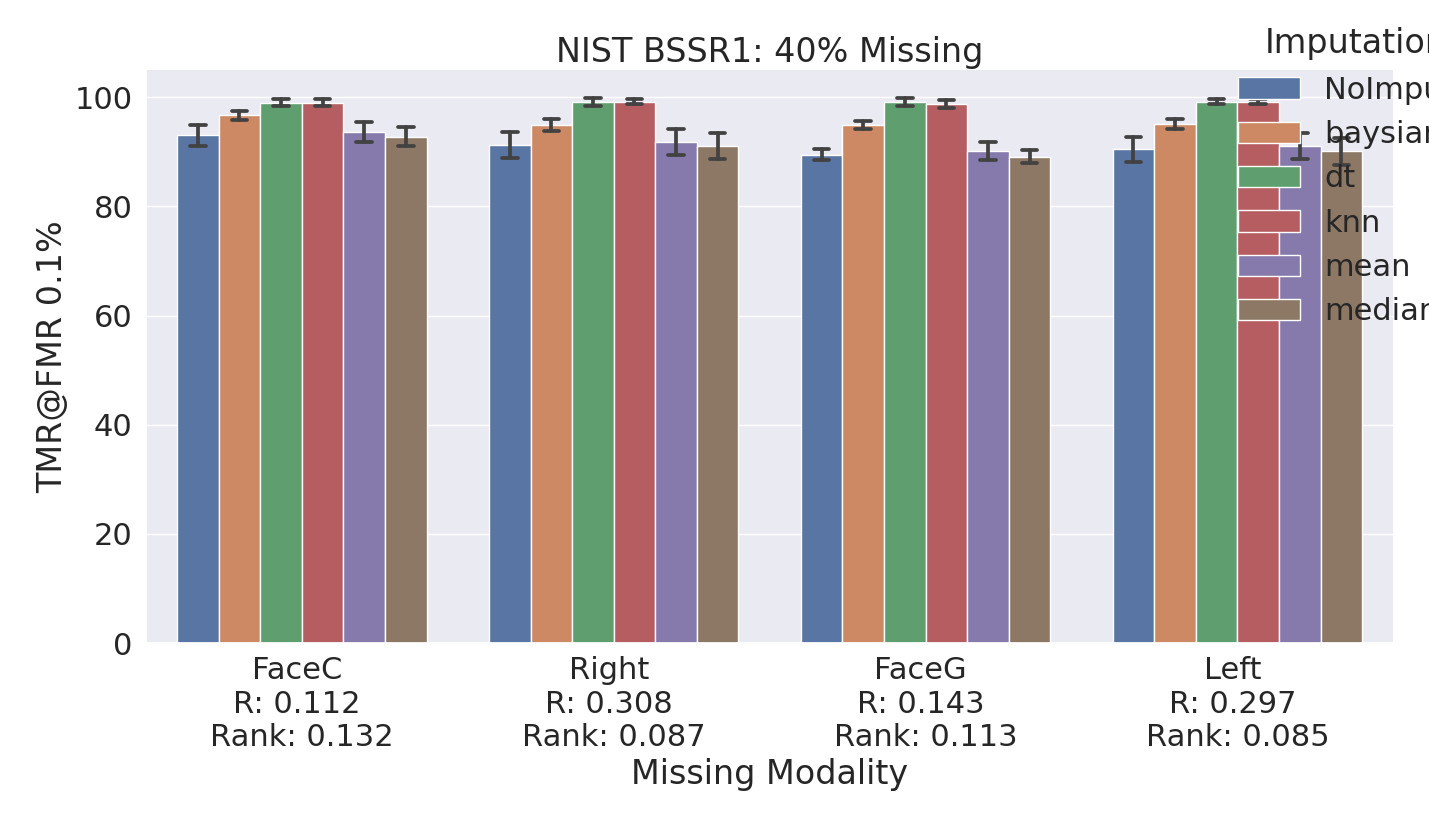 NIST BSSR1: 40% Missing
Imputation
NoImpu
baysian
dt
knn
mean
median
TMR@FMR 0.1%
100
80
60
40
20
0
FaceC
R: 0.112
Rank: 0.132
Right
R: 0.308
Rank: 0.087
FaceG
R: 0.143
Rank: 0.113
Left
R: 0.297
Rank: 0.085
Missing Modality